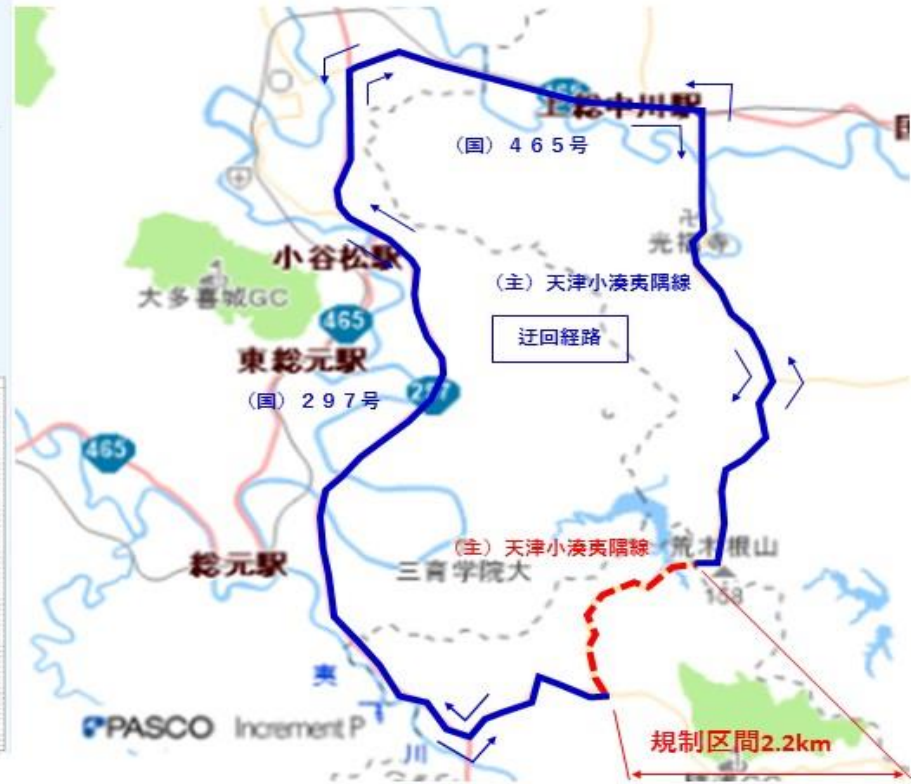 上総中川駅
国
(国)465号
光福寺
小谷松駅
大多喜城GC
(主)天津小湊夷隅線
465
迂回経路
東総元駅
(国)297号
297
465
(主)天津小湊夷隅線
荒木根山
158
総元駅
三育学院大
夷
川
PASCO Increment P
規制区間2.2km